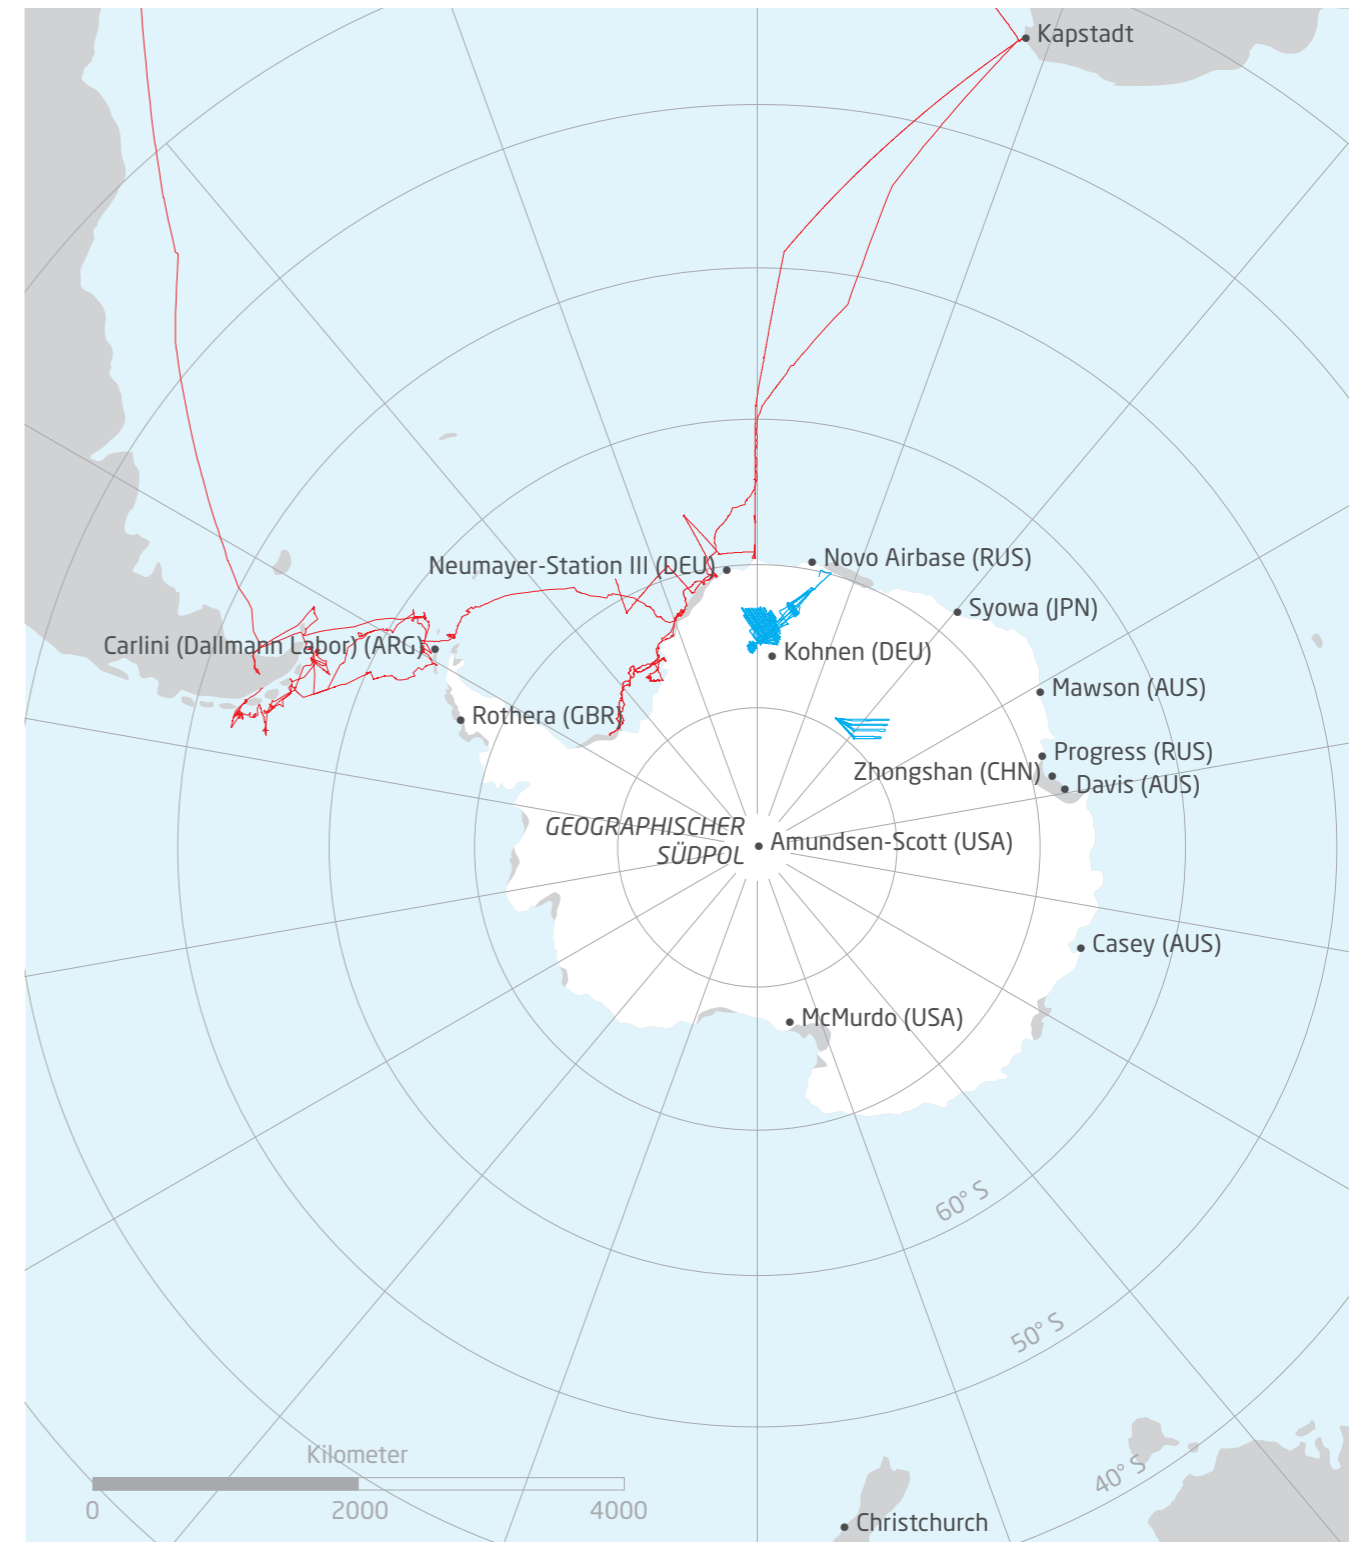 Kapstadt
Neumayer-Station III (DEU)
Novo Airbase (RUS)
Syowa (JPN)
Carlini (Dallmann Labor) (ARG)
Kohnen (DEU)
Mawson (AUS)
Rothera (GBR)
Progress (RUS)
Zhongshan (CHN)
Davis (AUS)
GEOGRAPHISCHER
SÜDPOL
Amundsen-Scott (USA)
Casey (AUS)
McMurdo (USA)
60° S
50° S
40° S
Kilometer
0 2000 4000
Christchurch